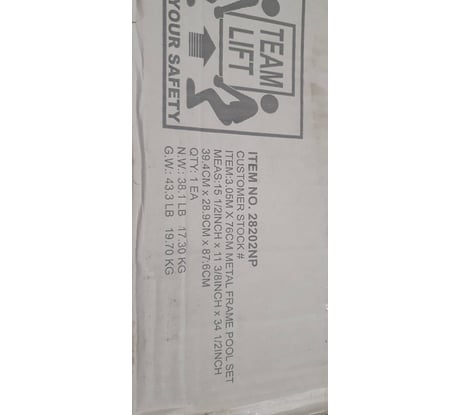 TEAM
LIFT
YOUR SAFETY
ITEM NO. 28202NP
CUSTOMER STOCK #
ITEM:3.05M X 76CM METAL FRAME POOL SET
MEAS:15 1/2INCH x 11 3/8INCH x 34 1/2INCH
39.4CM x 28.9CM x 87.6CM
QTY: 1 EA
N.W.: 38.1 LB 17.30 KG
G.W.: 43.3 LB 19.70 KG